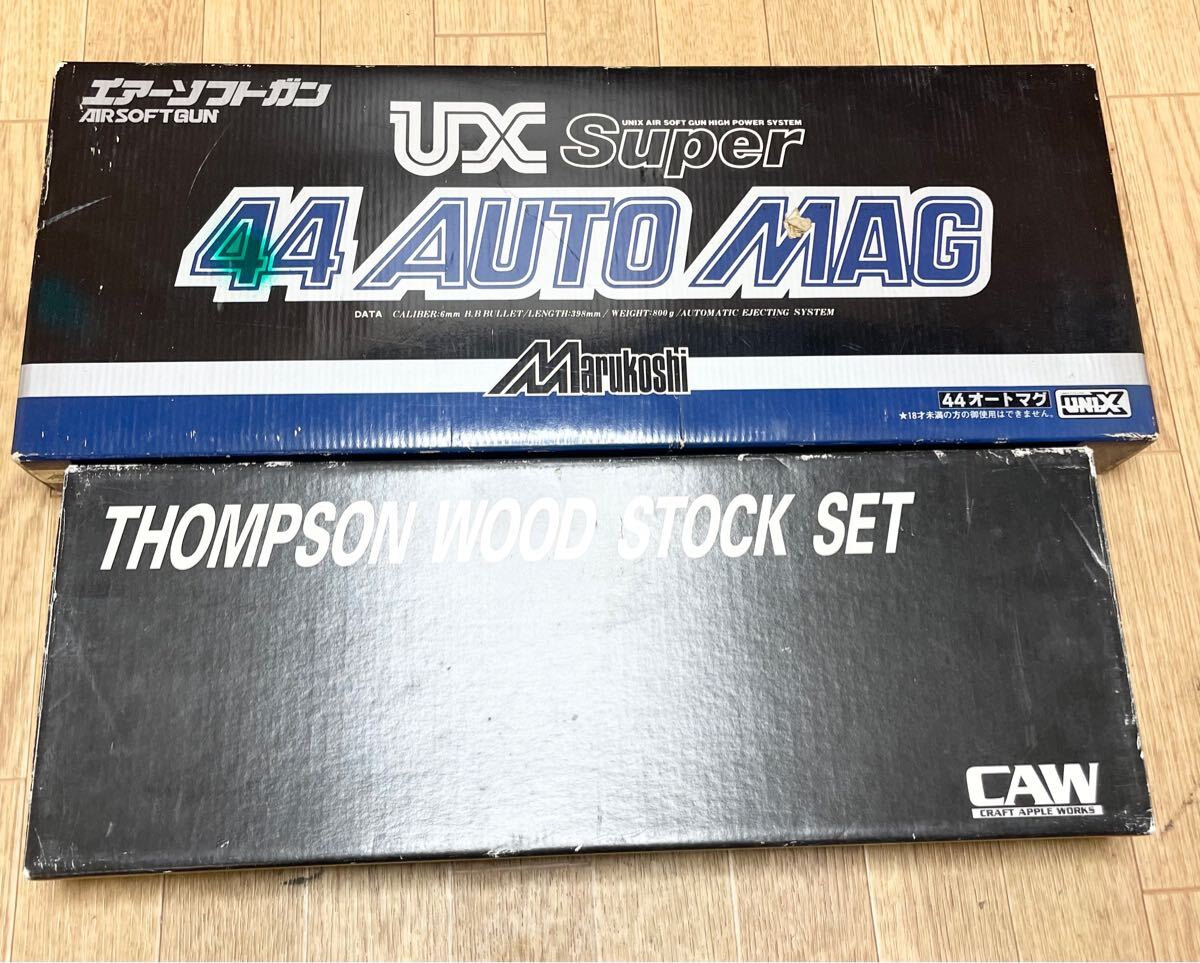 エアーソフトガン
AIRSOFTGUN
UNIX AIR SOFT GUN HIGH POWER SYSTEM
UX Super
44 AUTO MAG
DATA CALIBER:6mm B.B BULLET/LENGTH:398mm/WEIGHT:800g/AUTOMATIC EJECTING SYSTEM
Marukoshi
44オートマグ
★18才未満の方の御使用はできません。
UNIX
THOMPSON WOOD STOCK SET
CAW
CRAFT APPLE WORKS